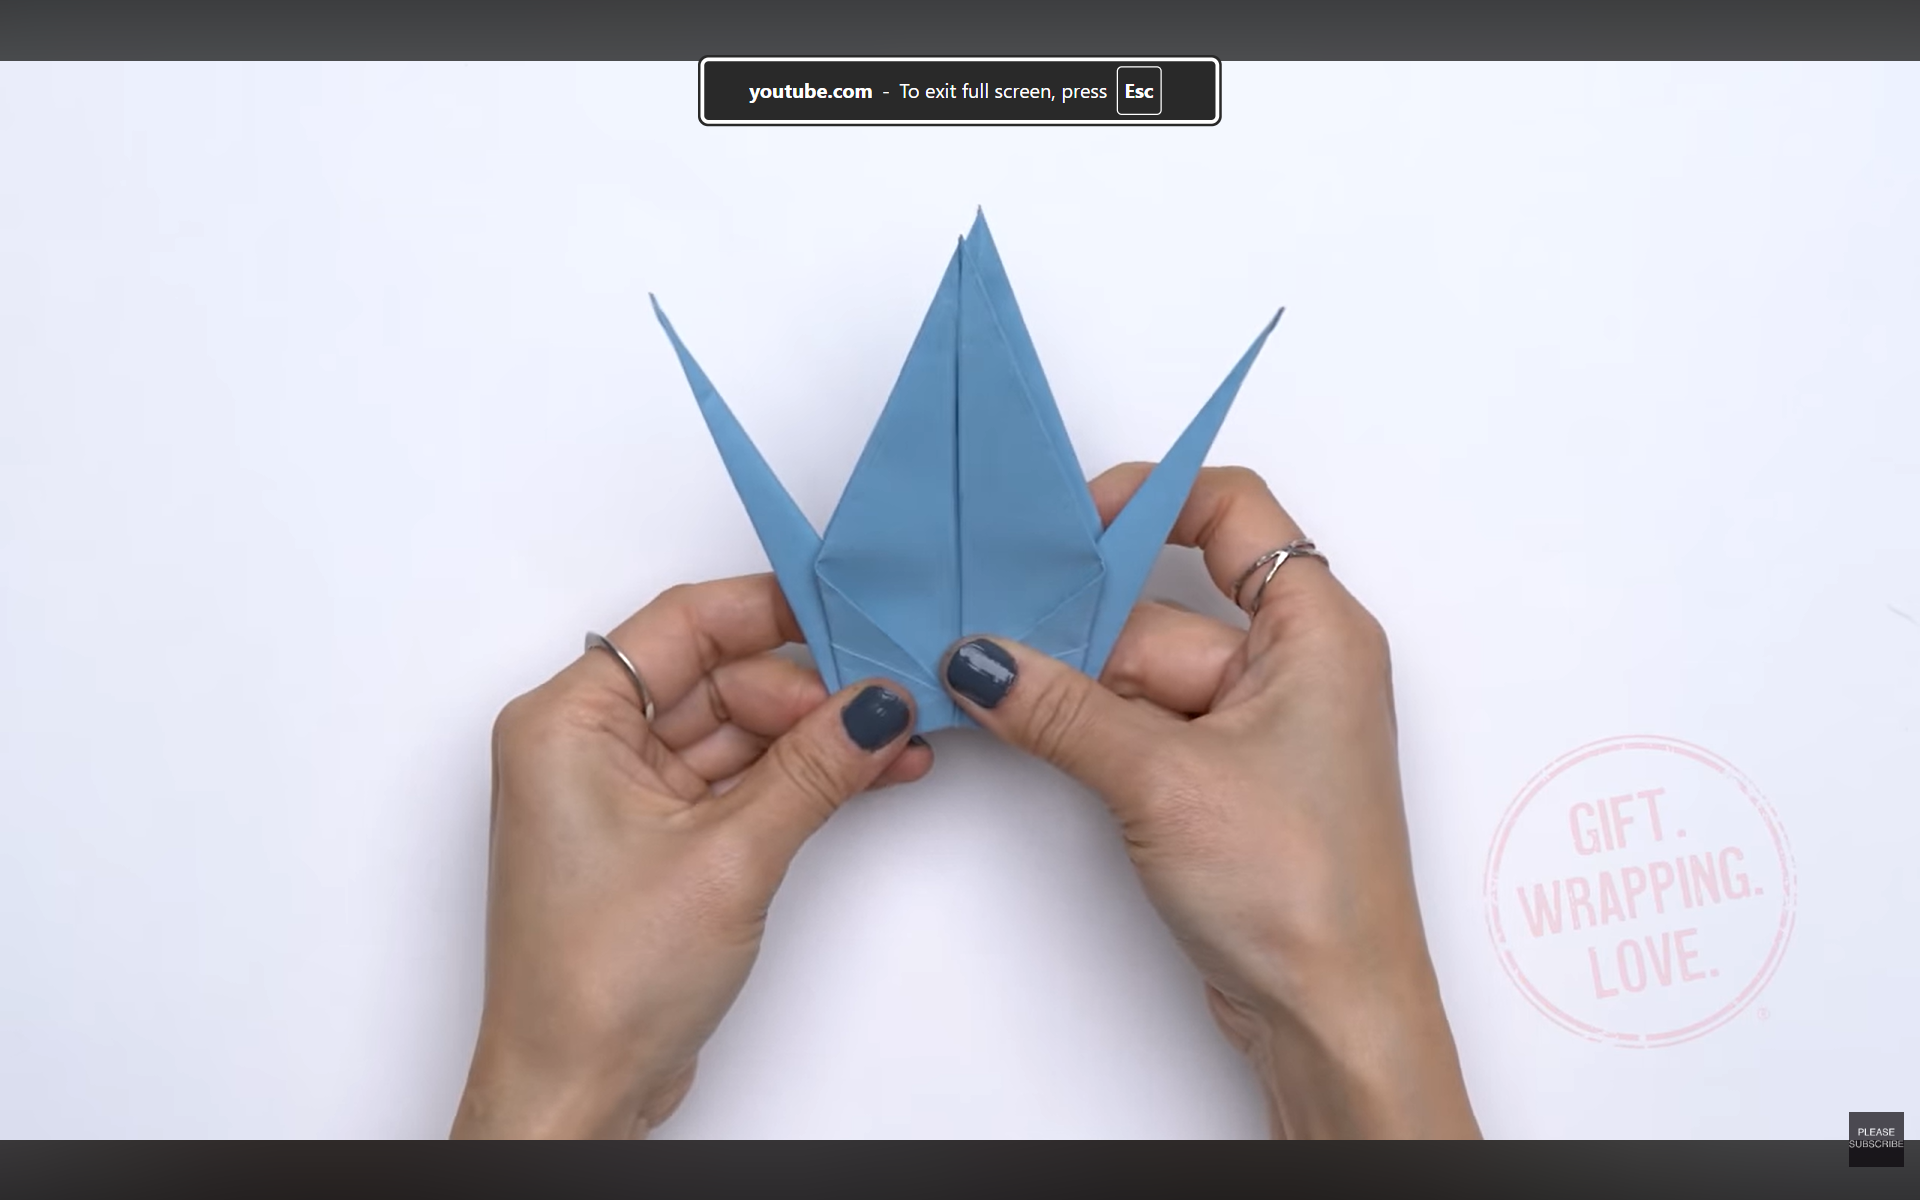 youtube.com - To exit full screen, press Esc
GIFT.
WRAPPING.
LOVE.
®
PLEASE
SUBSCRIBE